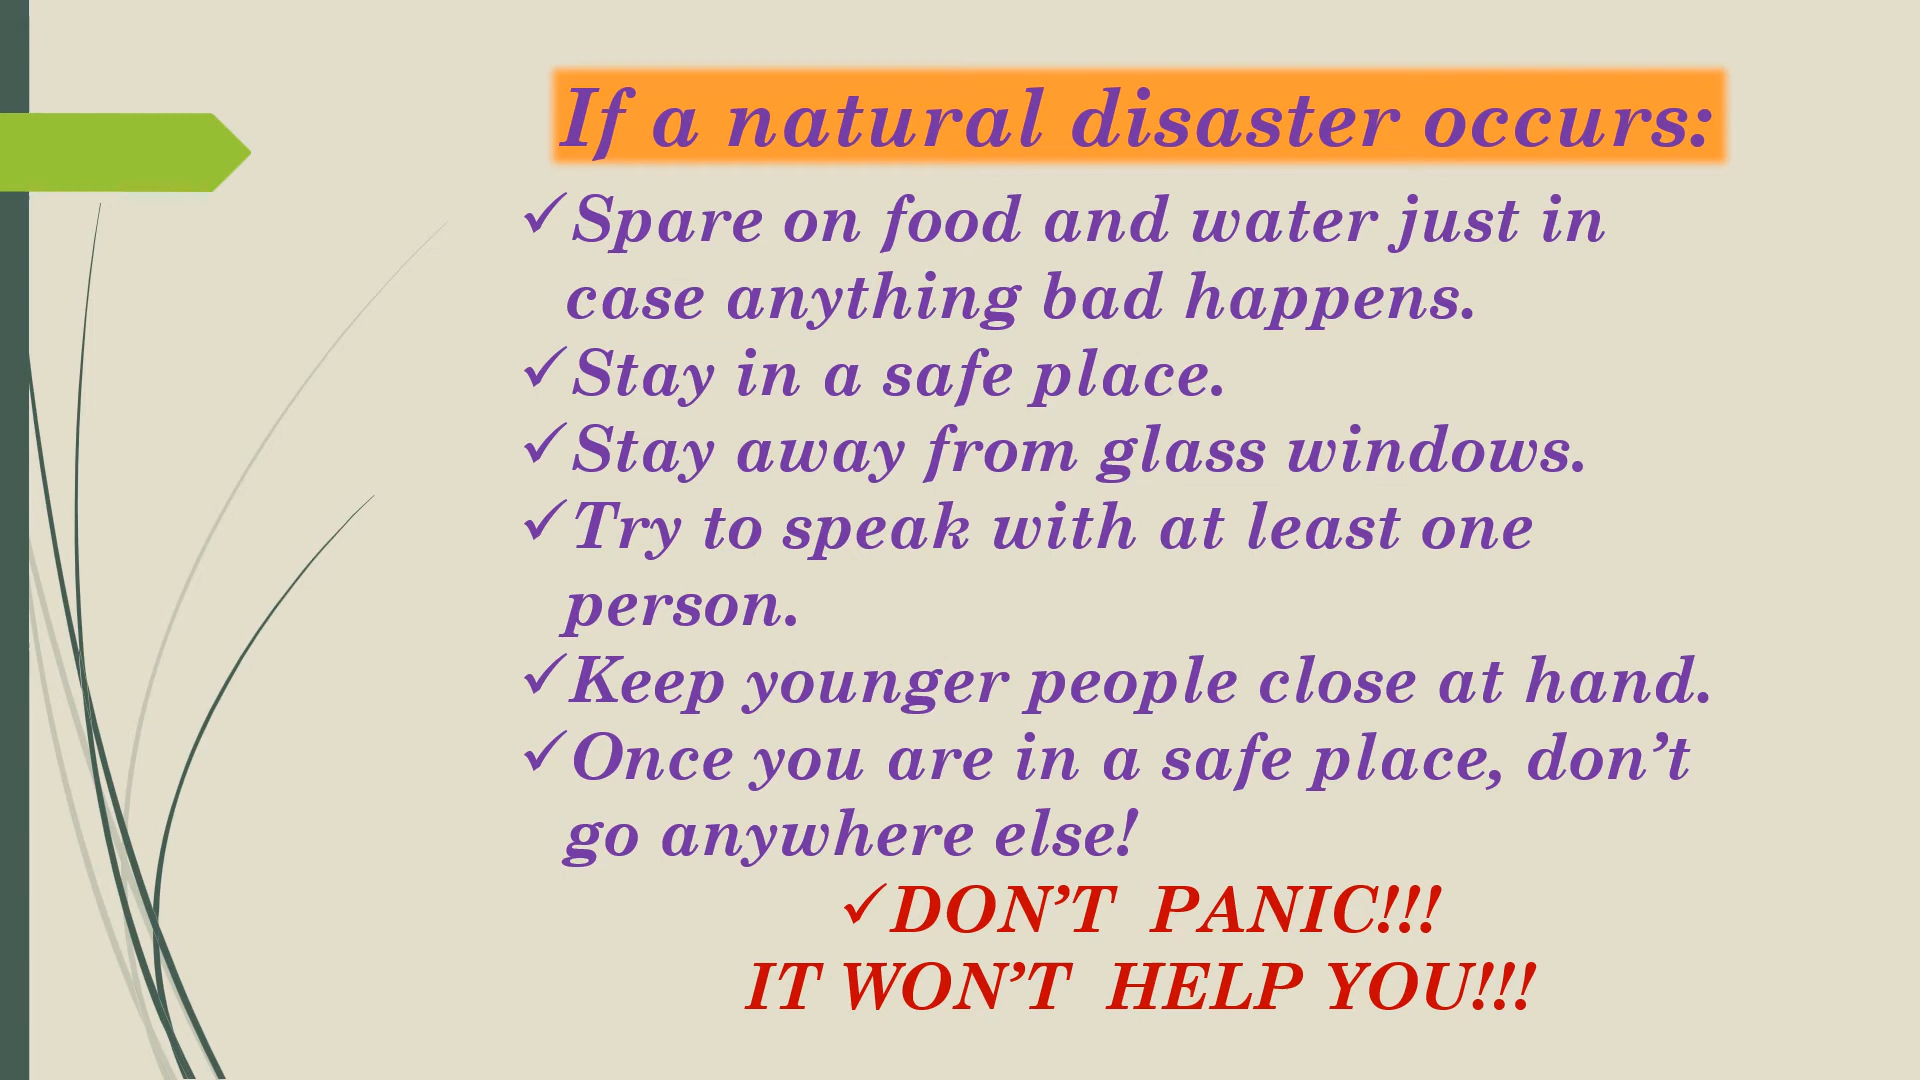 If a natural disaster occurs:
✓Spare on food and water just in
case anything bad happens.
✓Stay in a safe place.
✓Stay away from glass windows.
✓Try to speak with at least one
person.
✓Keep younger people close at hand.
✓Once you are in a safe place, don’t
go anywhere else!
✓DON’T PANIC!!!
IT WON’T HELP YOU!!!